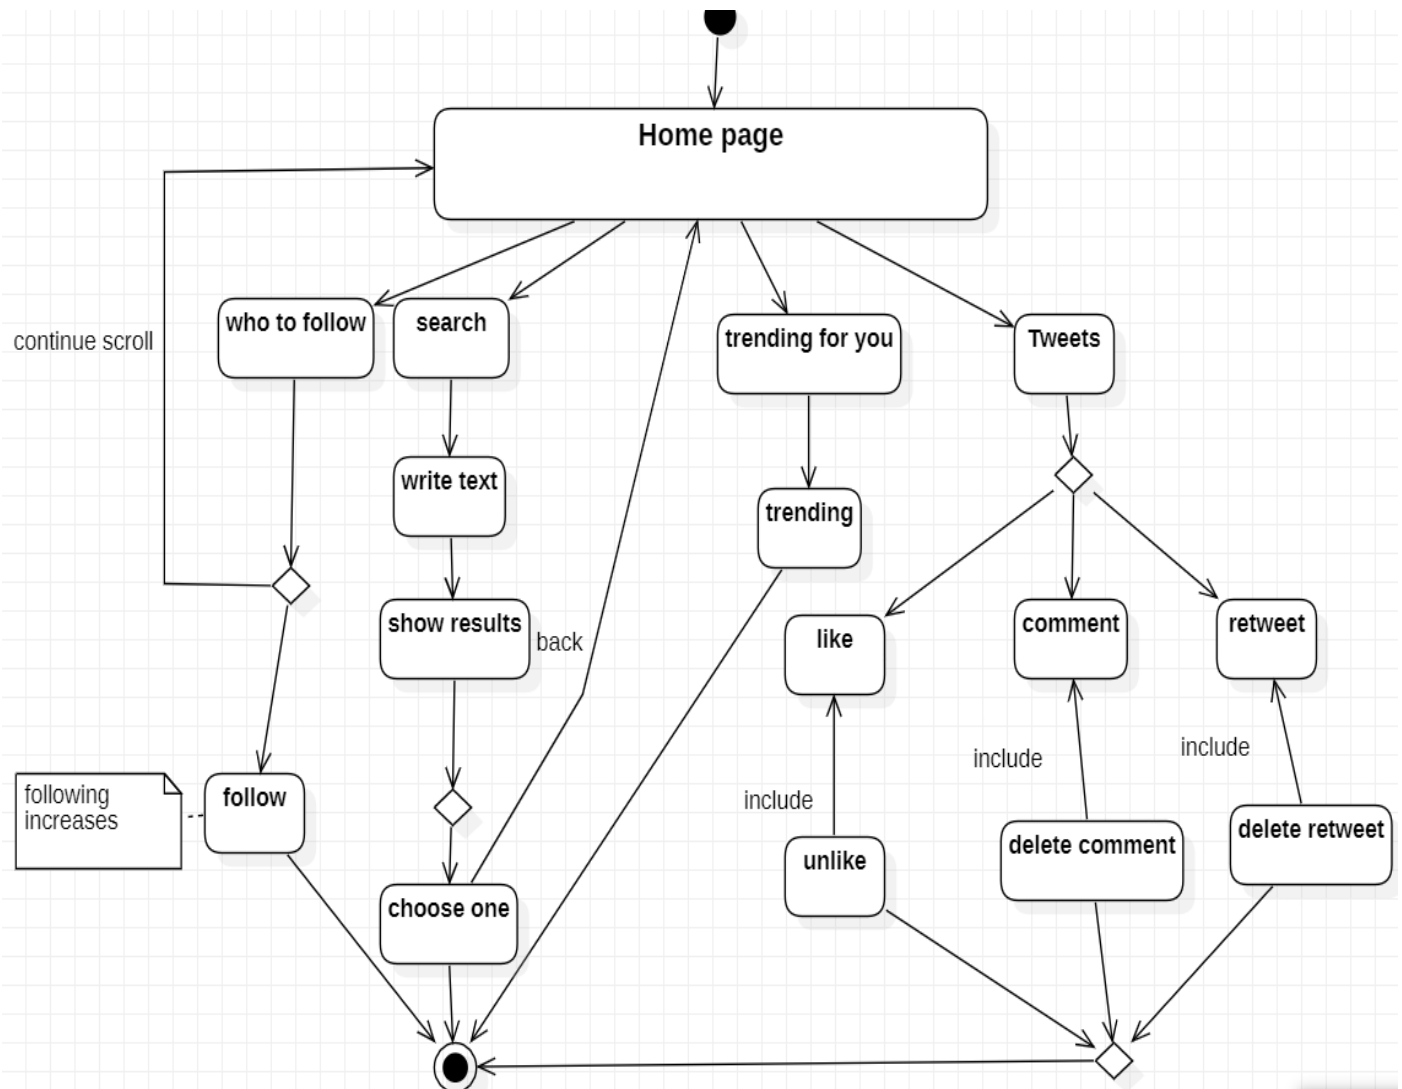 Home page
continue scroll
who to follow
search
trending for you
Tweets
write text
trending
show results
back
like
comment
retweet
following
increases
follow
include
include
include
choose one
unlike
delete comment
delete retweet